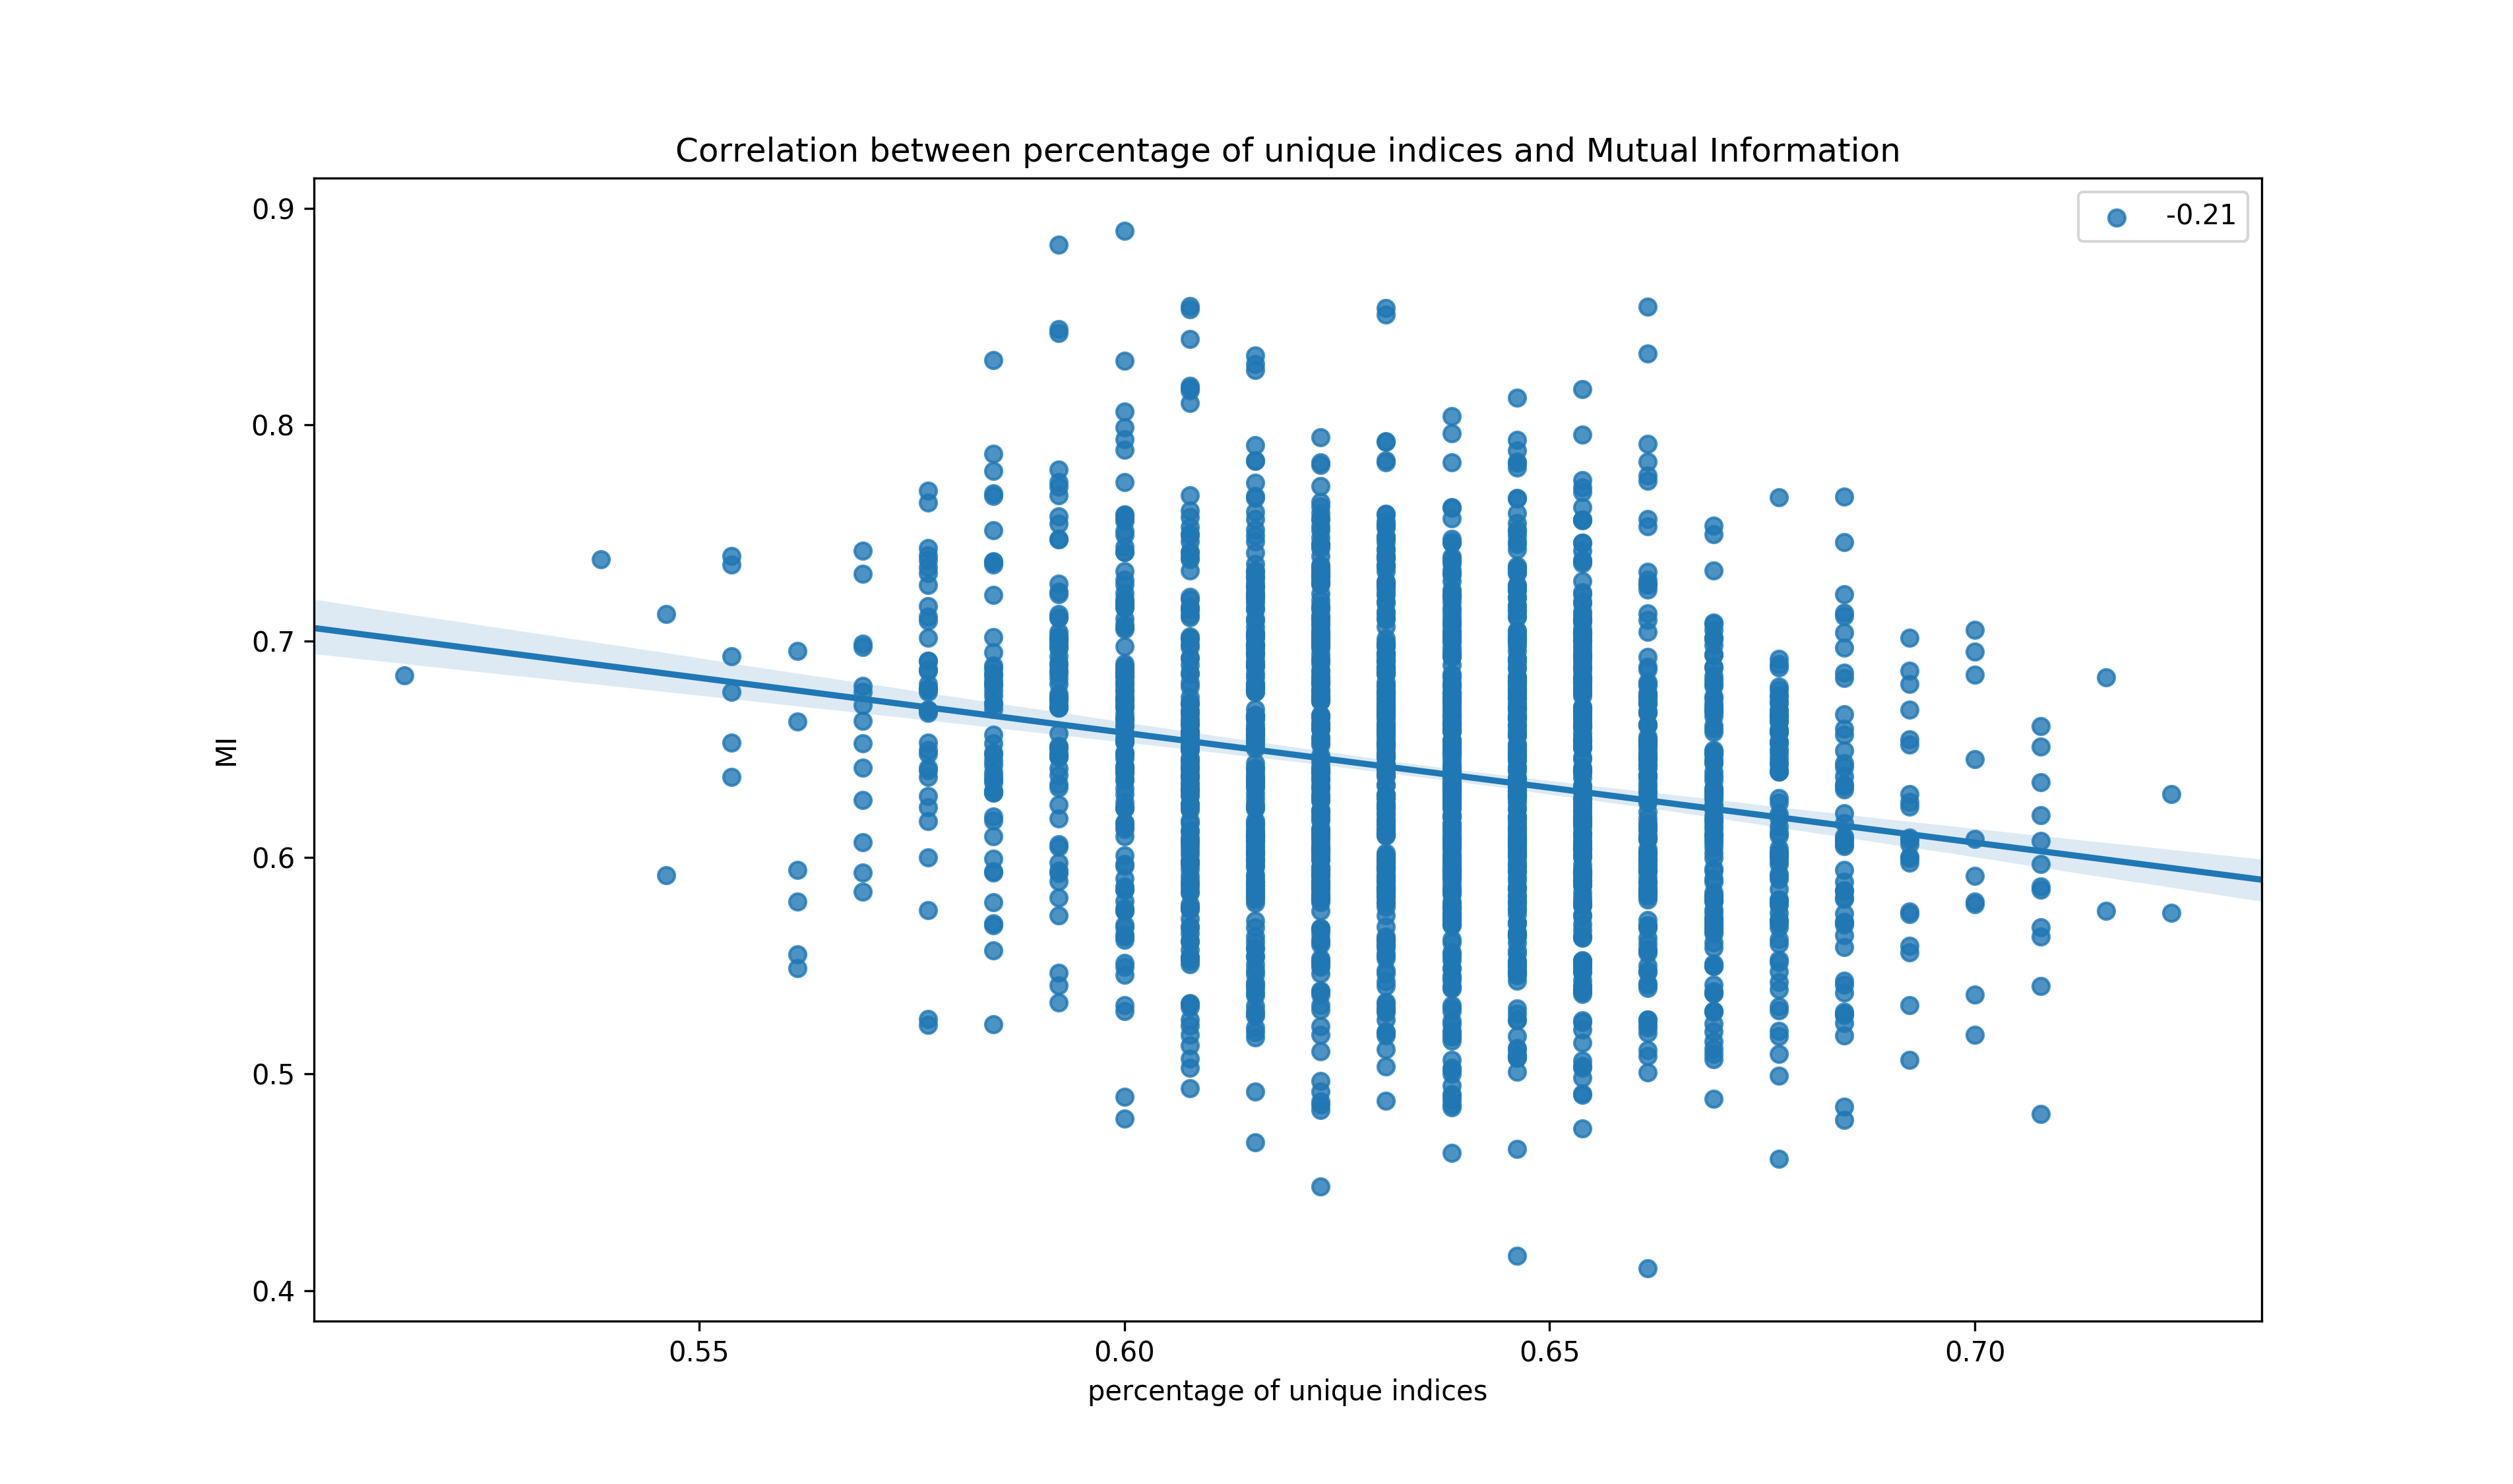 Correlation between percentage of unique indices and Mutual Information
-0.21
0.9
0.8
0.7
0.6
0.5
0.4
MI
0.55 0.60 0.65 0.70
percentage of unique indices